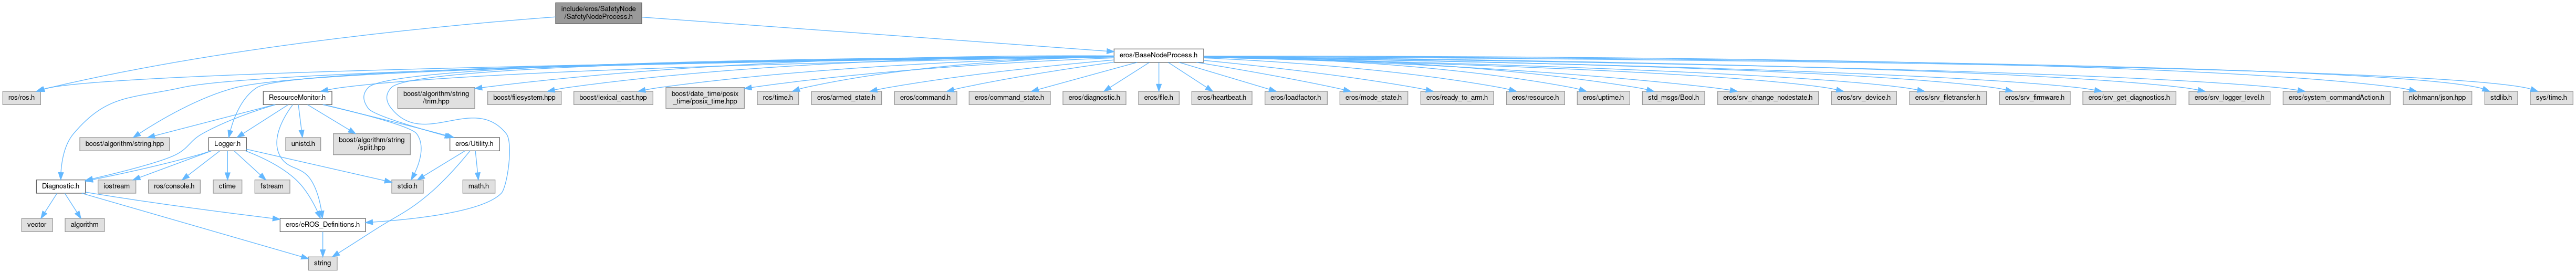 include/eros/SafetyNode
/SafetyNodeProcess.h
eros/BaseNodeProcess.h
ros/ros.h
ResourceMonitor.h
boost/algorithm/string
/trim.hpp
boost/filesystem.hpp
boost/lexical_cast.hpp
boost/date_time/posix
_time/posix_time.hpp
ros/time.h
eros/armed_state.h
eros/command.h
eros/command_state.h
eros/diagnostic.h
eros/file.h
eros/heartbeat.h
eros/loadfactor.h
eros/mode_state.h
eros/ready_to_arm.h
eros/resource.h
eros/uptime.h
std_msgs/Bool.h
eros/srv_change_nodestate.h
eros/srv_device.h
eros/srv_filetransfer.h
eros/srv_firmware.h
eros/srv_get_diagnostics.h
eros/srv_logger_level.h
eros/system_commandAction.h
nlohmann/json.hpp
stdlib.h
sys/time.h
boost/algorithm/string.hpp
Logger.h
unistd.h
boost/algorithm/string
/split.hpp
eros/Utility.h
Diagnostic.h
iostream
ros/console.h
ctime
fstream
stdio.h
math.h
vector
algorithm
eros/eROS_Definitions.h
string